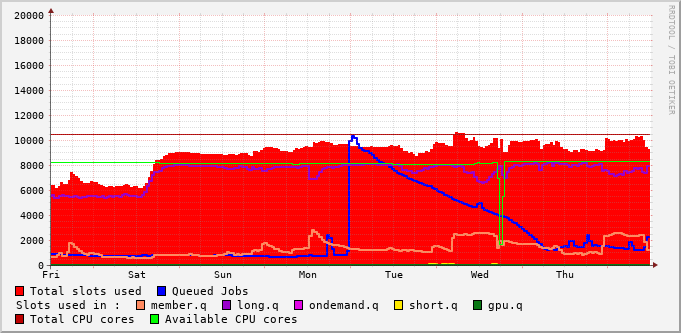 RRDTOOL / TOBI OETIKER
20000
18000
16000
14000
12000
10000
8000
6000
4000
2000
0
Fri Sat Sun Mon Tue Wed Thu
Total slots used Queued Jobs
Slots used in : member.q long.q ondemand.q short.q gpu.q
Total CPU cores Available CPU cores